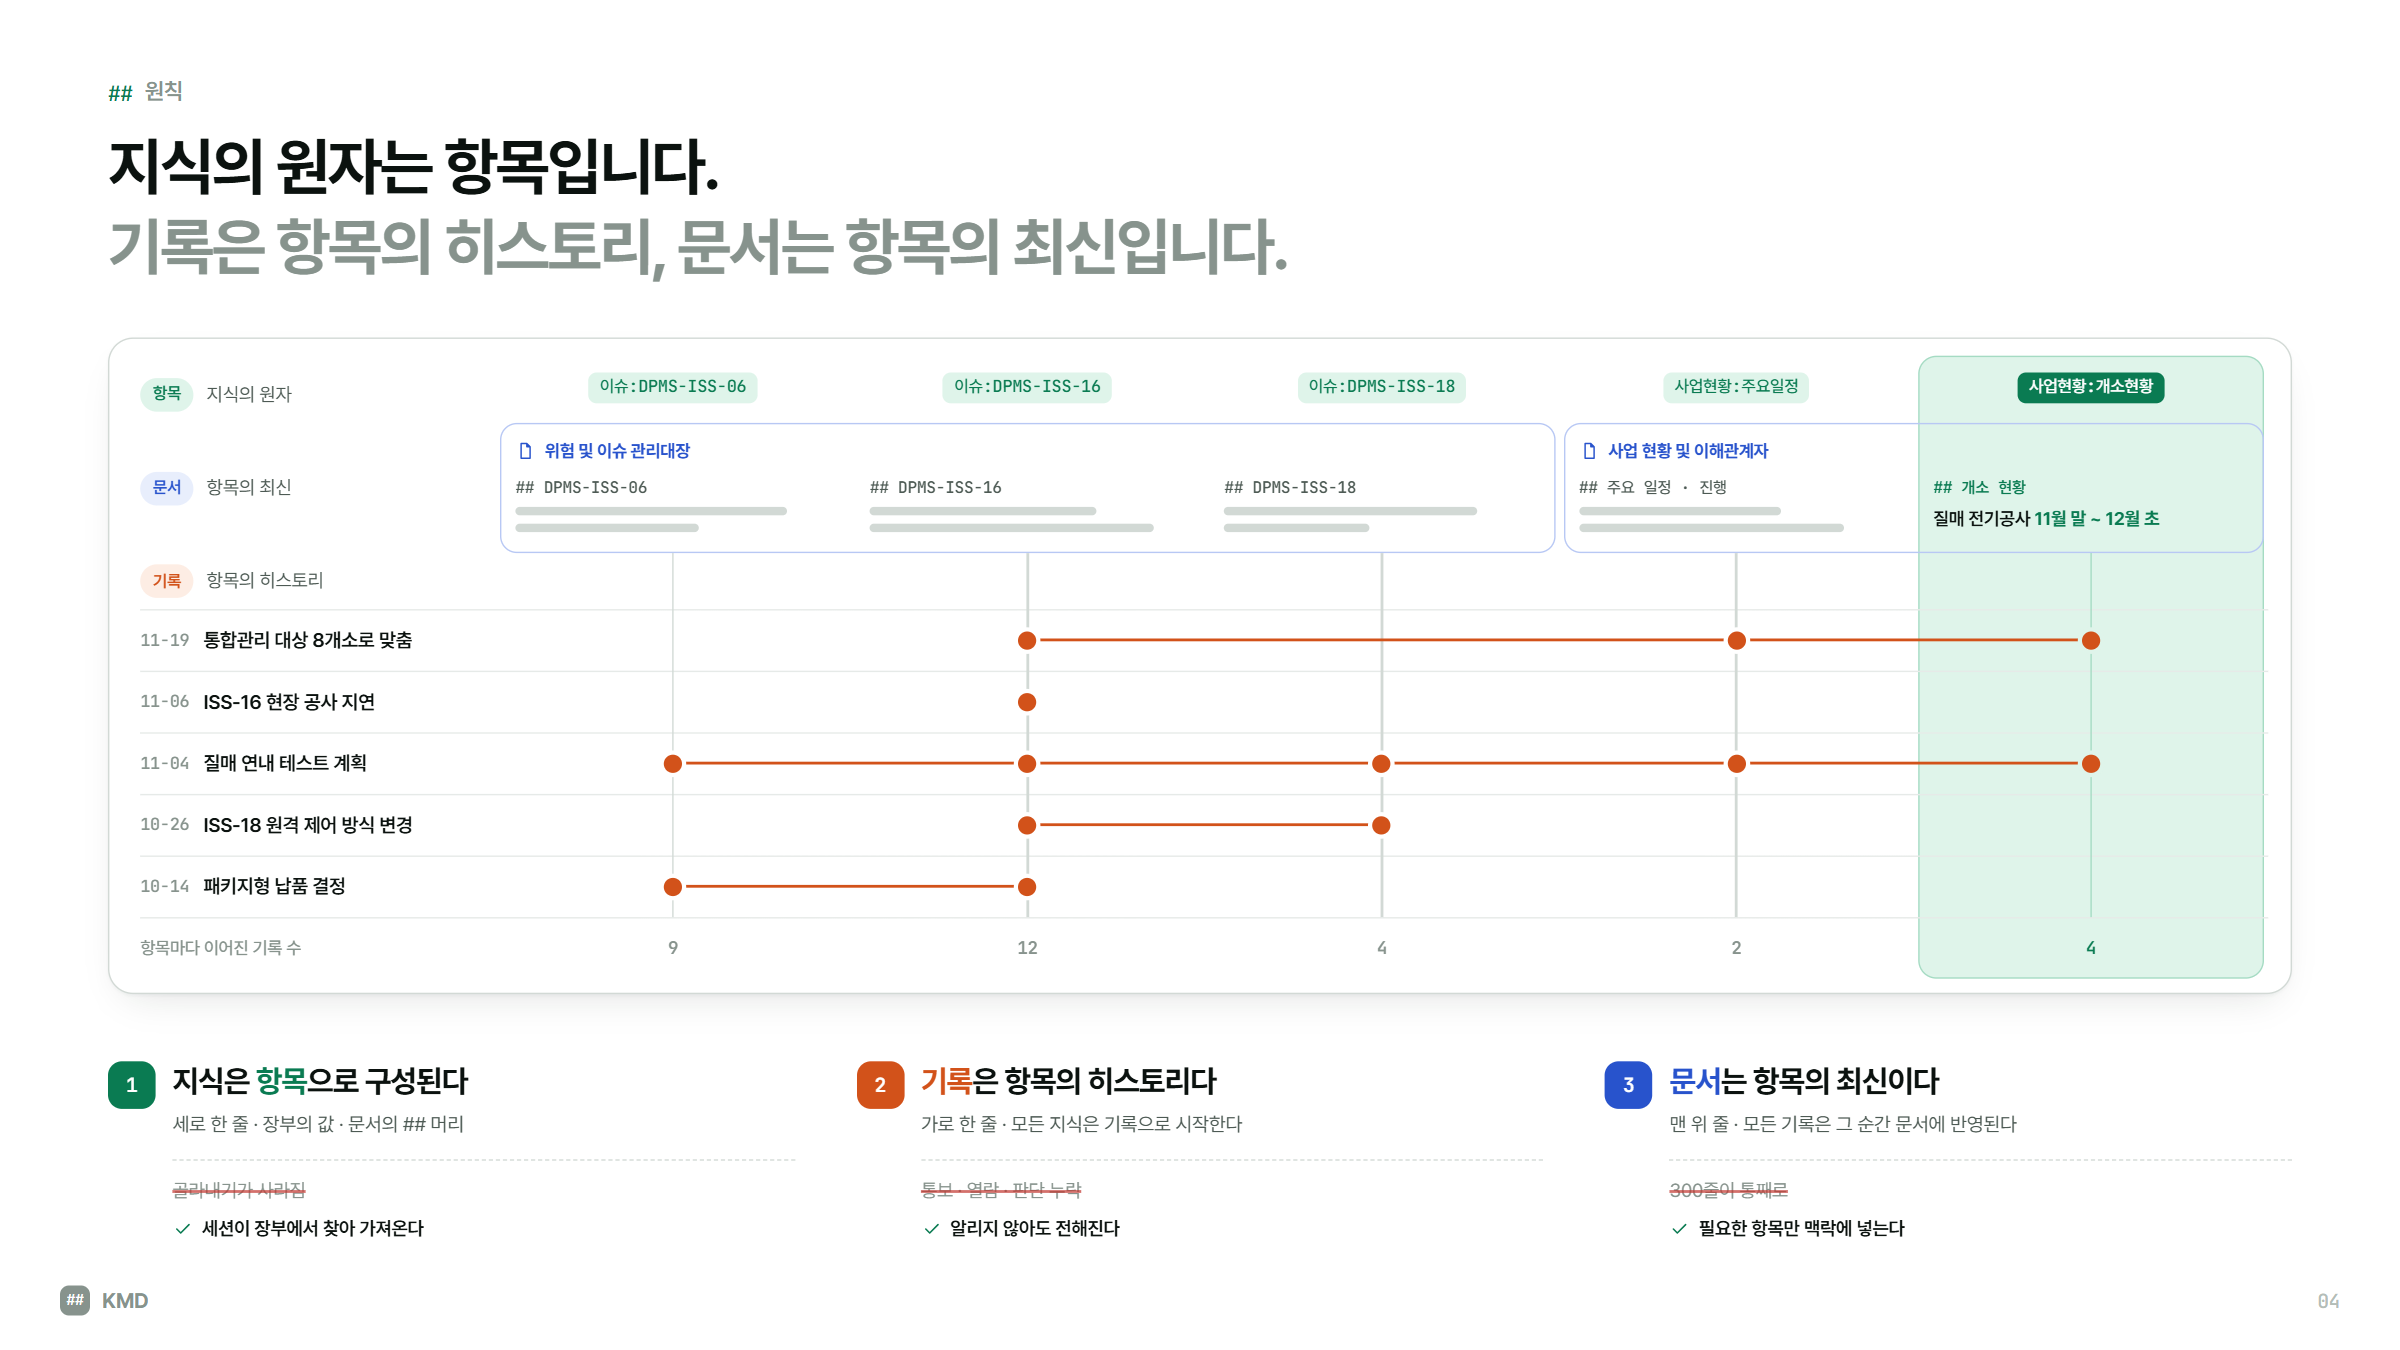 ## 원칙
지식의 원자는 항목입니다.
기록은 항목의 히스토리, 문서는 항목의 최신입니다.
항목 지식의 원자
이슈:DPMS-ISS-06
이슈:DPMS-ISS-16
이슈:DPMS-ISS-18
사업현황:주요일정
사업현황:개소현황
문서 항목의 최신
위험 및 이슈 관리대장
## DPMS-ISS-06
## DPMS-ISS-16
## DPMS-ISS-18
사업 현황 및 이해관계자
## 주요 일정 · 진행
## 개소 현황
질매 전기공사 11월 말 ~ 12월 초
기록 항목의 히스토리
11-19 통합관리 대상 8개소로 맞춤
11-06 ISS-16 현장 공사 지연
11-04 질매 연내 테스트 계획
10-26 ISS-18 원격 제어 방식 변경
10-14 패키지형 납품 결정
항목마다 이어진 기록 수 9 12 4 2 4
1 지식은 항목으로 구성된다
세로 한 줄 · 장부의 값 · 문서의 ## 머리
골라내기가 사라짐
세션이 장부에서 찾아 가져온다
2 기록은 항목의 히스토리다
가로 한 줄 · 모든 지식은 기록으로 시작한다
통보 · 열람 · 판단 누락
알리지 않아도 전해진다
3 문서는 항목의 최신이다
맨 위 줄 · 모든 기록은 그 순간 문서에 반영된다
300줄이 통째로
필요한 항목만 맥락에 넣는다
## KMD
04